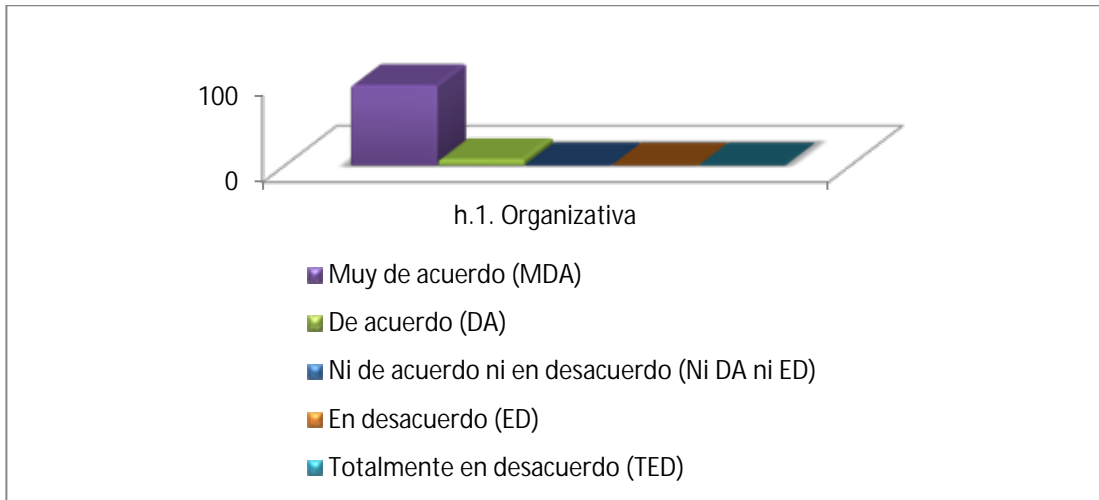 100
0
h.1. Organizativa
Muy de acuerdo (MDA)
De acuerdo (DA)
Ni de acuerdo ni en desacuerdo (Ni DA ni ED)
En desacuerdo (ED)
Totalmente en desacuerdo (TED)